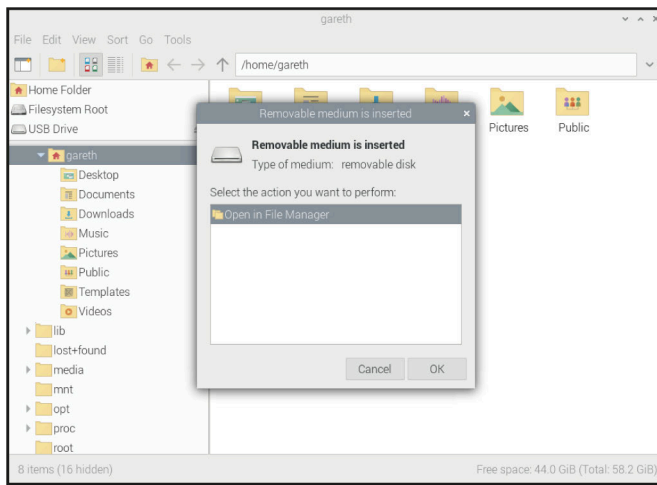 gareth
File Edit View Sort Go Tools
/home/gareth
Home Folder
Filesystem Root
USB Drive
gareth
Desktop
Documents
Downloads
Music
Pictures
Public
Templates
Videos
lib
lost+found
media
mnt
opt
proc
root
Pictures Public
Removable medium is inserted
Removable medium is inserted
Type of medium: removable disk
Select the action you want to perform:
Open in File Manager
Cancel OK
8 items (16 hidden) Free space: 44.0 GiB (Total: 58.2 GiB)